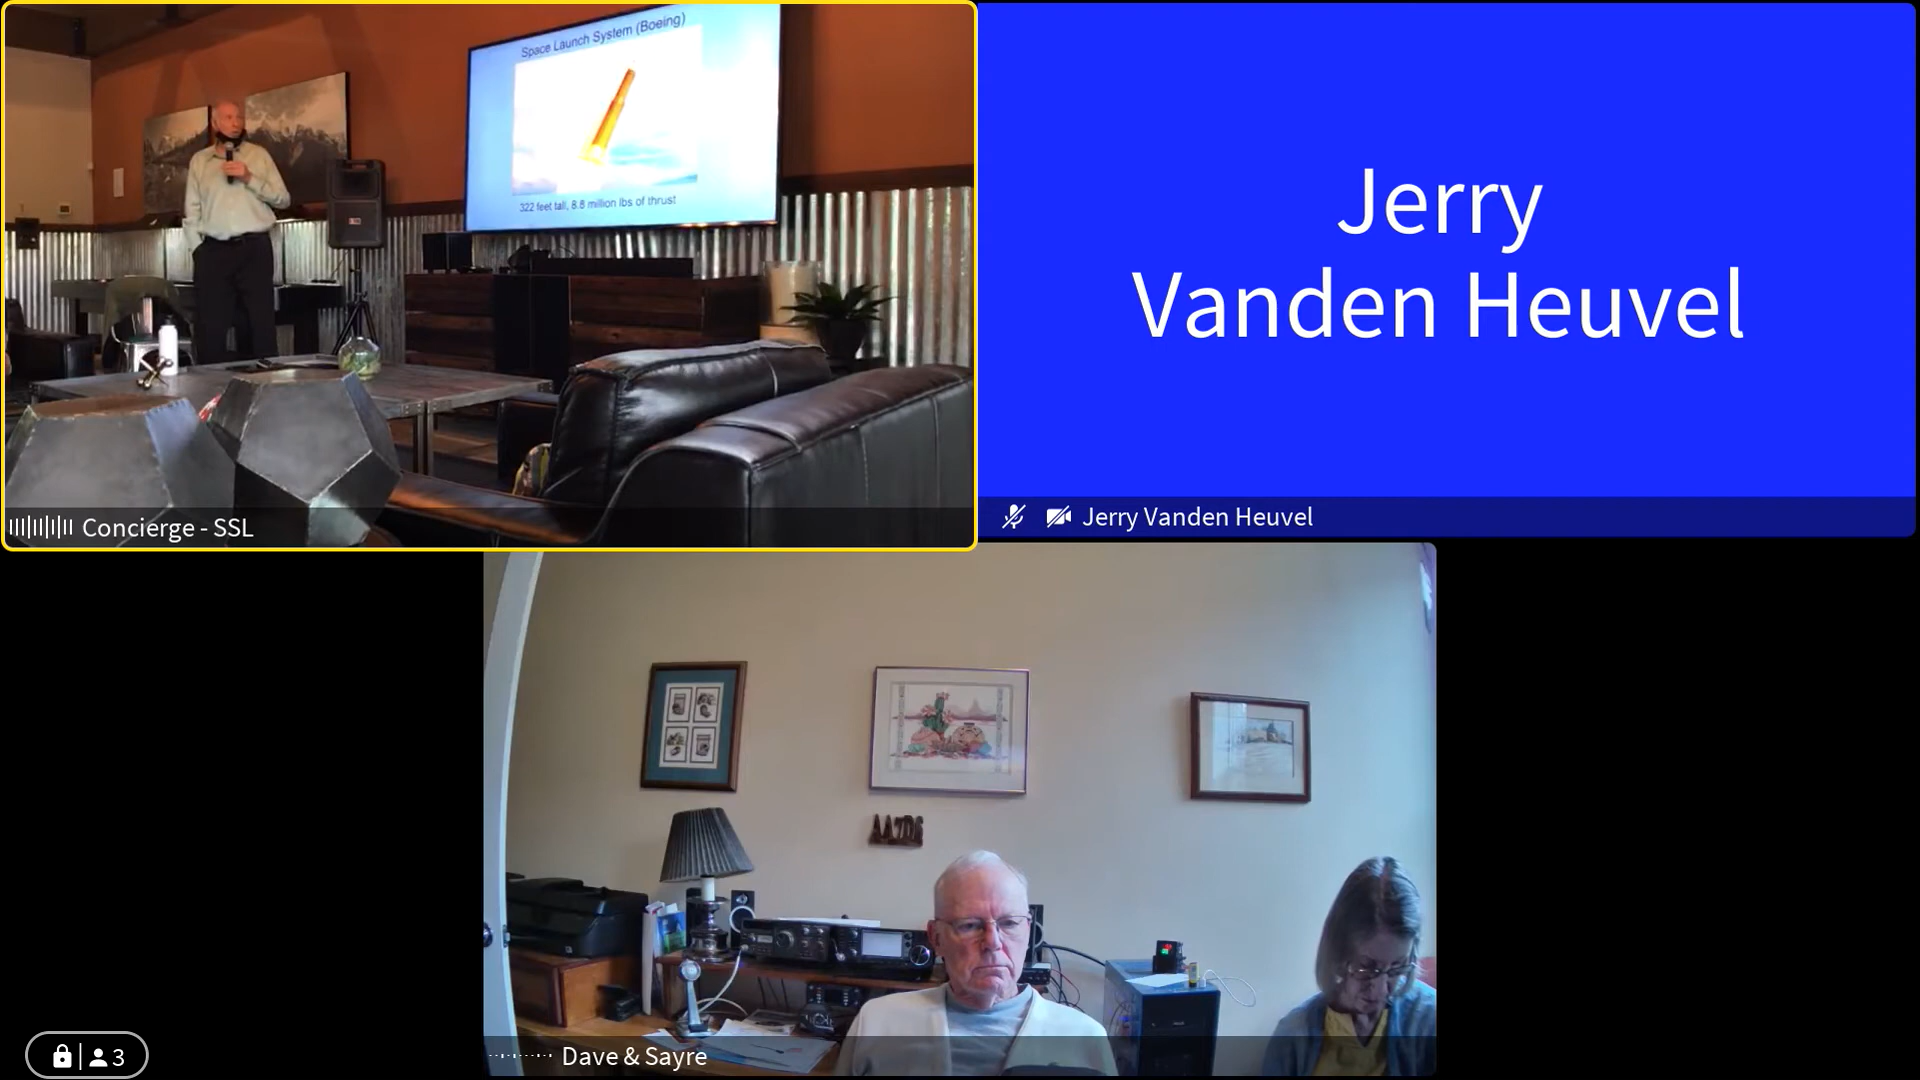 Space Launch System (Boeing)
322 feet tall, 8.8 million lbs of thrust
Concierge - SSL
Jerry
Vanden Heuvel
Jerry Vanden Heuvel
AA7DS
Dave & Sayre
3